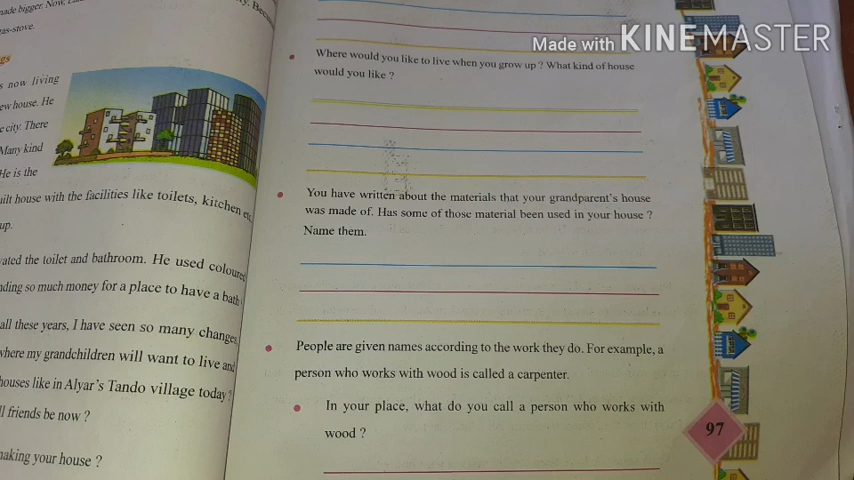 Made with KINEMASTER
made bigger. Now,
gas-stove.
gs
s now living
ew house. He
e city. There
Many kind
He is the
uilt house with the facilities like toilets, kitchen etc
up.
vated the toilet and bathroom. He used coloured
nding so much money for a place to have a bath
all these years, I have seen so many changes,
where my grandchildren will want to live and
houses like in Alyar's Tando village today ?
ll friends be now ?
making your house ?
Where would you like to live when you grow up ? What kind of house
would you like ?
You have written about the materials that your grandparent's house
was made of. Has some of those material been used in your house ?
Name them.
People are given names according to the work they do. For example, a
person who works with wood is called a carpenter.
In your place, what do you call a person who works with
wood ?
97